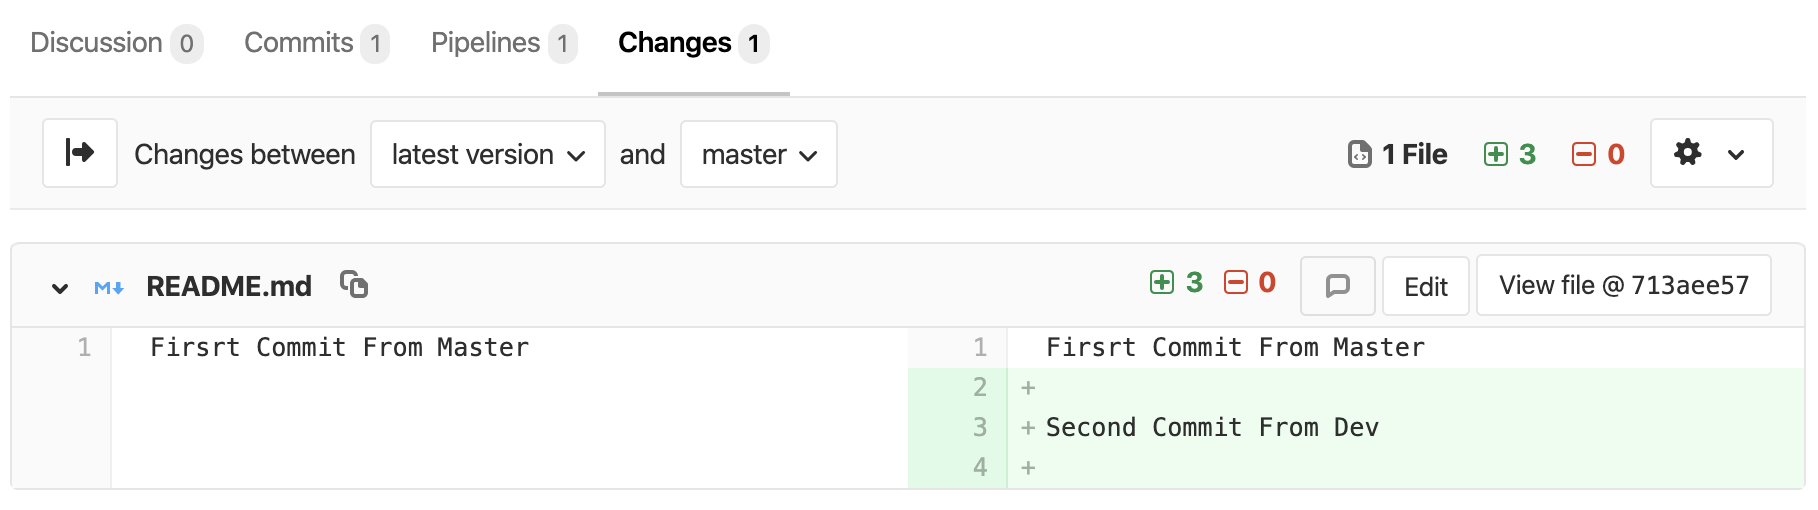 Discussion 0 Commits 1 Pipelines 1 Changes 1
Changes between latest version and master 1 File 3 0
M README.md 3 0 Edit View file @ 713aee57
1 Firsrt Commit From Master 1 Firsrt Commit From Master
2 +
3 + Second Commit From Dev
4 +